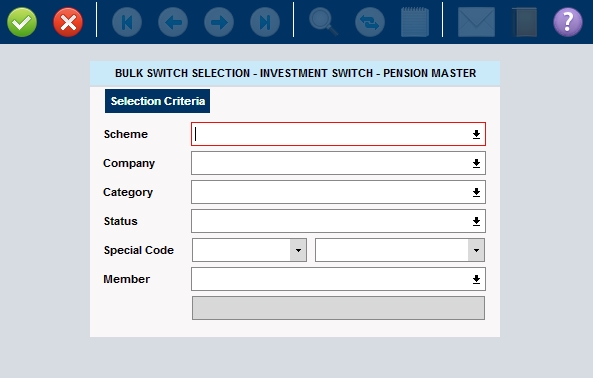 ?
BULK SWITCH SELECTION - INVESTMENT SWITCH - PENSION MASTER
Selection Criteria
Scheme
Company
Category
Status
Special Code
Member